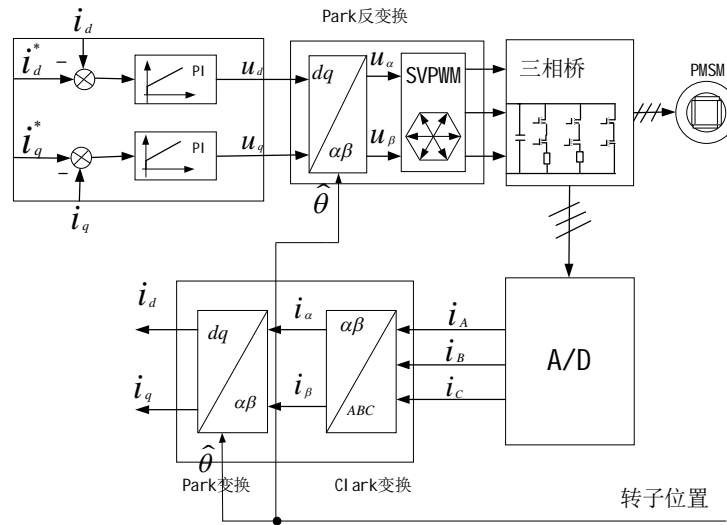 i_d
Park反变换
i_d^*
−
PI
u_d
dq
αβ
u_α
SVPWM
三相桥
PMSM
i_q^*
−
PI
u_q
u_β
i_q
θ̂
i_d
dq
αβ
i_α
αβ
ABC
i_A
A/D
i_B
i_q
i_β
i_C
θ̂
Park变换
Clark变换
转子位置